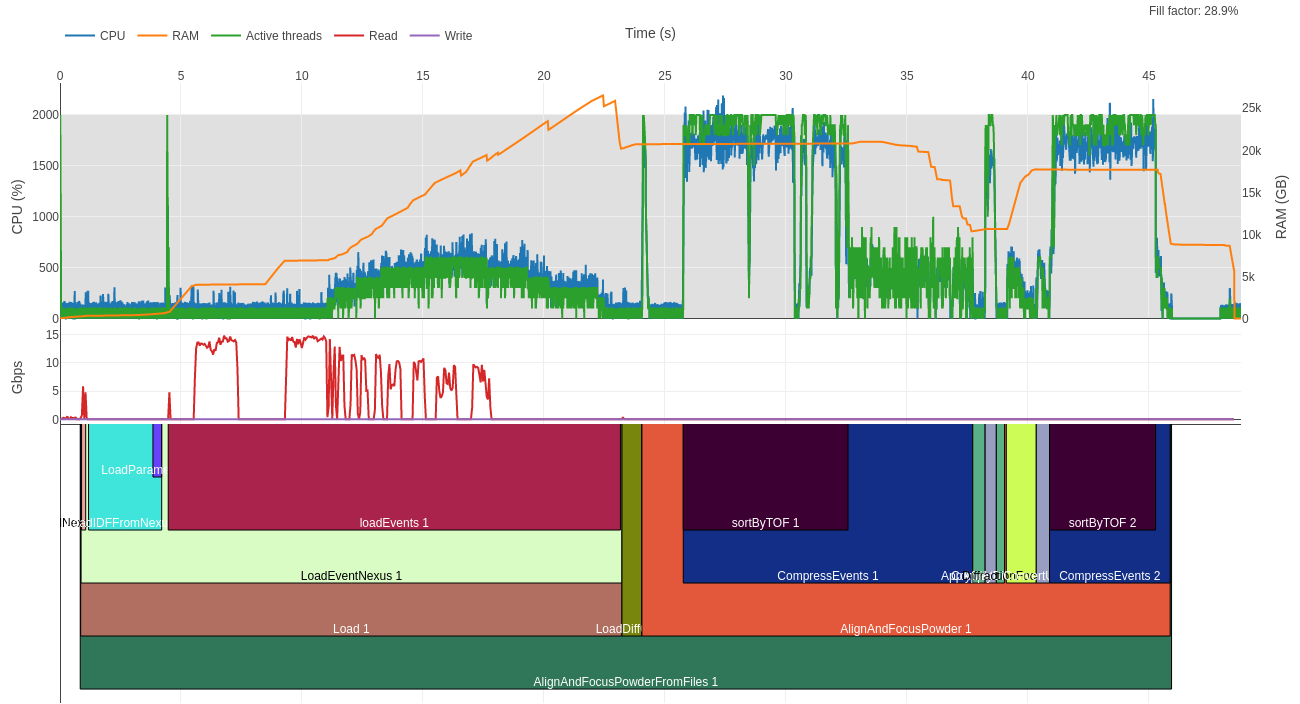 Fill factor: 28.9%
Time (s)
CPU RAM Active threads Read Write
0 5 10 15 20 25 30 35 40 45
2000
1500
1000
500
0
CPU (%)
25k
20k
15k
10k
5k
0
RAM (GB)
15
10
5
0
Gbps
LoadParam
loadEvents 1
sortByTOF 1
sortByTOF 2
LoadEventNexus 1
CompressEvents 1
CompressEvents 2
Load 1
LoadDiff
AlignAndFocusPowder 1
AlignAndFocusPowderFromFiles 1